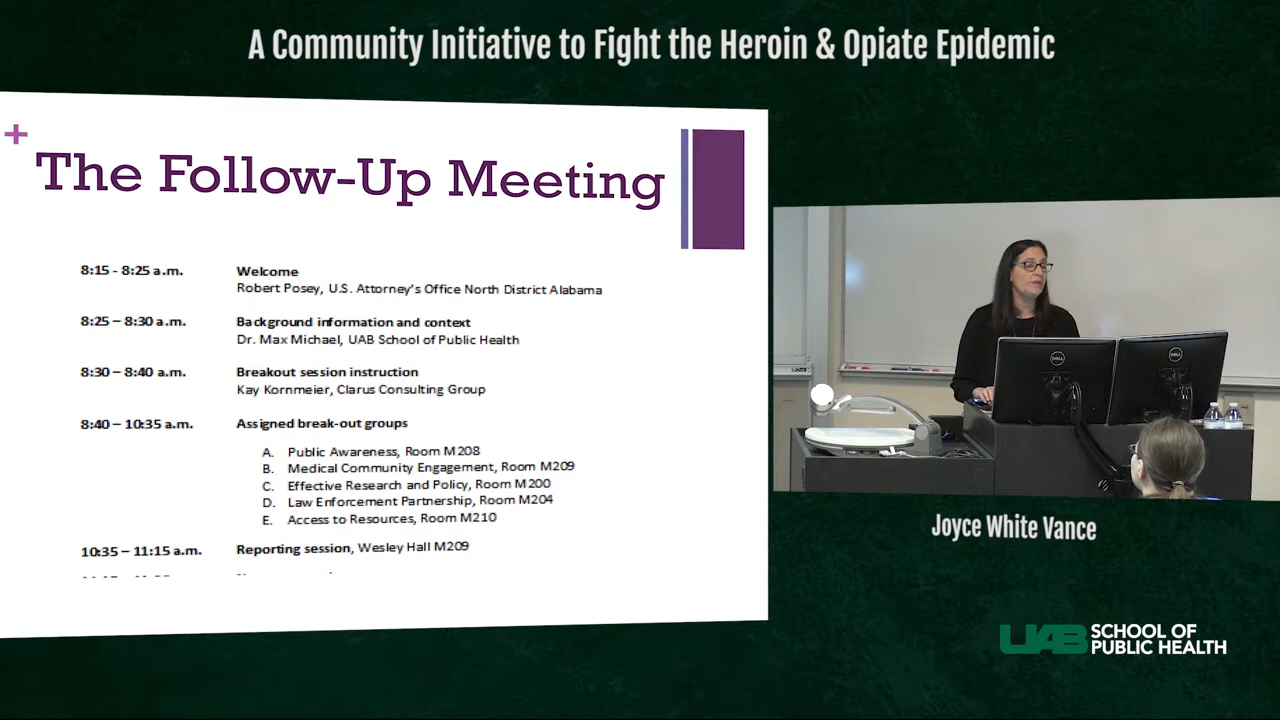 A Community Initiative to Fight the Heroin & Opiate Epidemic
+
The Follow-Up Meeting
8:15 - 8:25 a.m. Welcome
Robert Posey, U.S. Attorney's Office North District Alabama
8:25 – 8:30 a.m. Background information and context
Dr. Max Michael, UAB School of Public Health
8:30 – 8:40 a.m. Breakout session instruction
Kay Kornmeier, Clarus Consulting Group
8:40 – 10:35 a.m. Assigned break-out groups
A. Public Awareness, Room M208
B. Medical Community Engagement, Room M209
C. Effective Research and Policy, Room M200
D. Law Enforcement Partnership, Room M204
E. Access to Resources, Room M210
10:35 – 11:15 a.m. Reporting session, Wesley Hall M209
DELL
DELL
Joyce White Vance
UAB SCHOOL OF
PUBLIC HEALTH